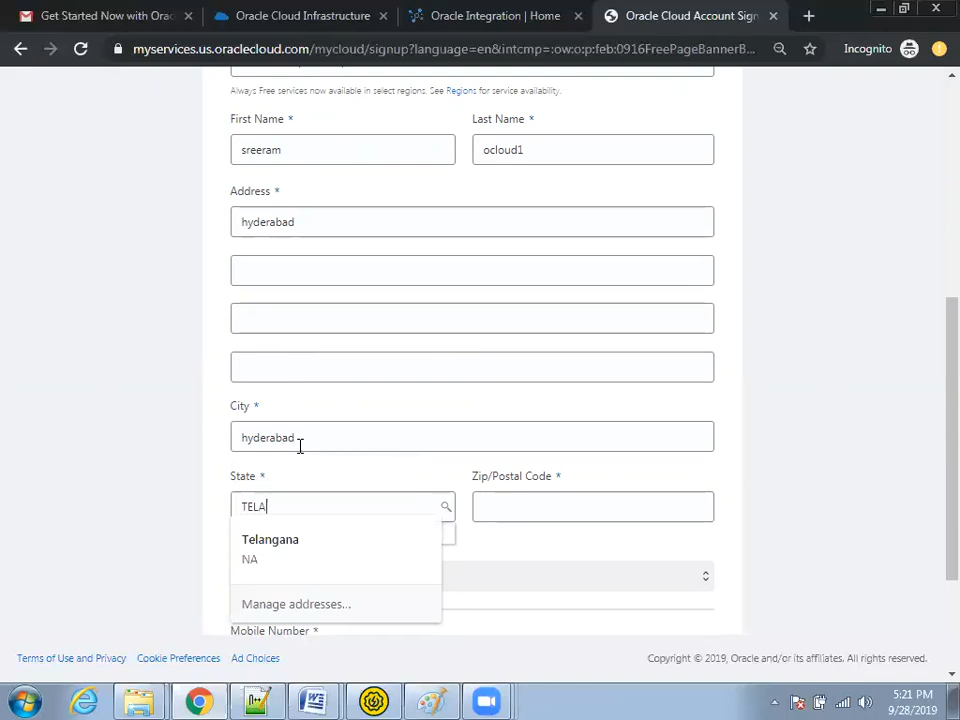 Get Started Now with Orac
Oracle Cloud Infrastructure
Oracle Integration | Home
Oracle Cloud Account Sign
myservices.us.oraclecloud.com/mycloud/signup?language=en&intcmp=:ow:o:p:feb:0916FreePageBannerB...
Incognito
Always Free services now available in select regions. See Regions for service availability.
First Name *
Last Name *
sreeram
ocloud1
Address *
hyderabad
City *
hyderabad
State *
Zip/Postal Code *
TELA
Telangana
NA
Manage addresses...
Mobile Number *
Terms of Use and Privacy
Cookie Preferences
Ad Choices
Copyright © 2019, Oracle and/or its affiliates. All rights reserved.
5:21 PM
9/28/2019